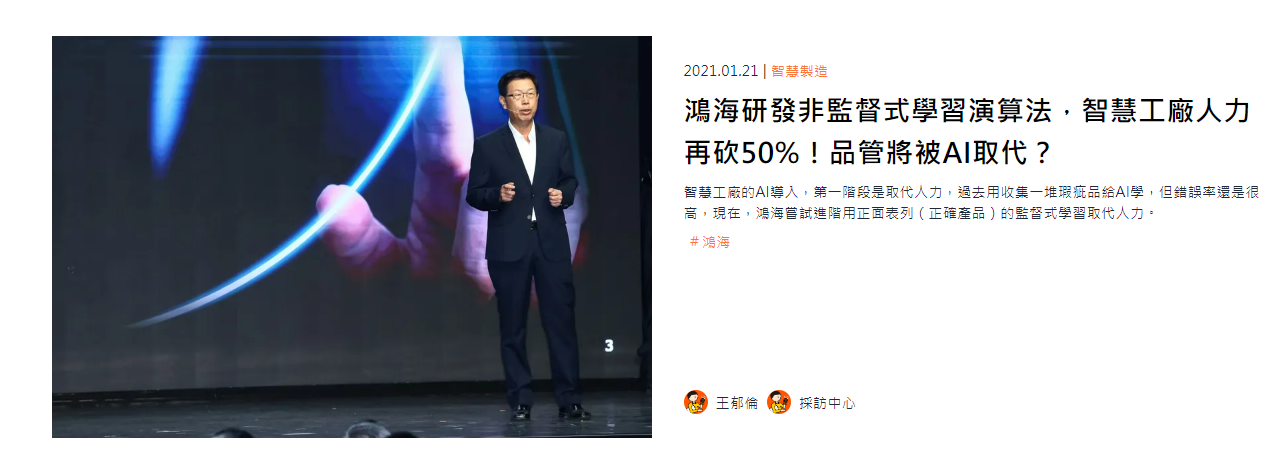 3
2021.01.21 | 智慧製造
鴻海研發非監督式學習演算法，智慧工廠人力
再砍50%！品管將被AI取代？
智慧工廠的AI導入，第一階段是取代人力，過去用收集一堆瑕疵品給AI學，但錯誤率還是很
高，現在，鴻海嘗試進階用正面表列（正確產品）的監督式學習取代人力。
# 鴻海
王郁倫 採訪中心